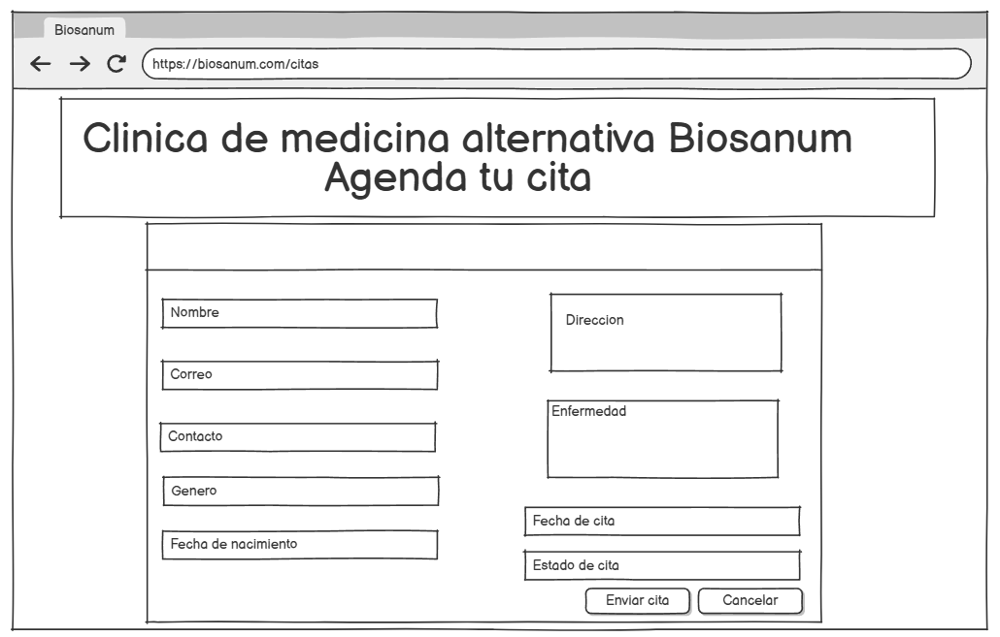 Biosanum
https://biosanum.com/citas
Clinica de medicina alternativa Biosanum
Agenda tu cita
Nombre
Correo
Contacto
Genero
Fecha de nacimiento
Direccion
Enfermedad
Fecha de cita
Estado de cita
Enviar cita
Cancelar